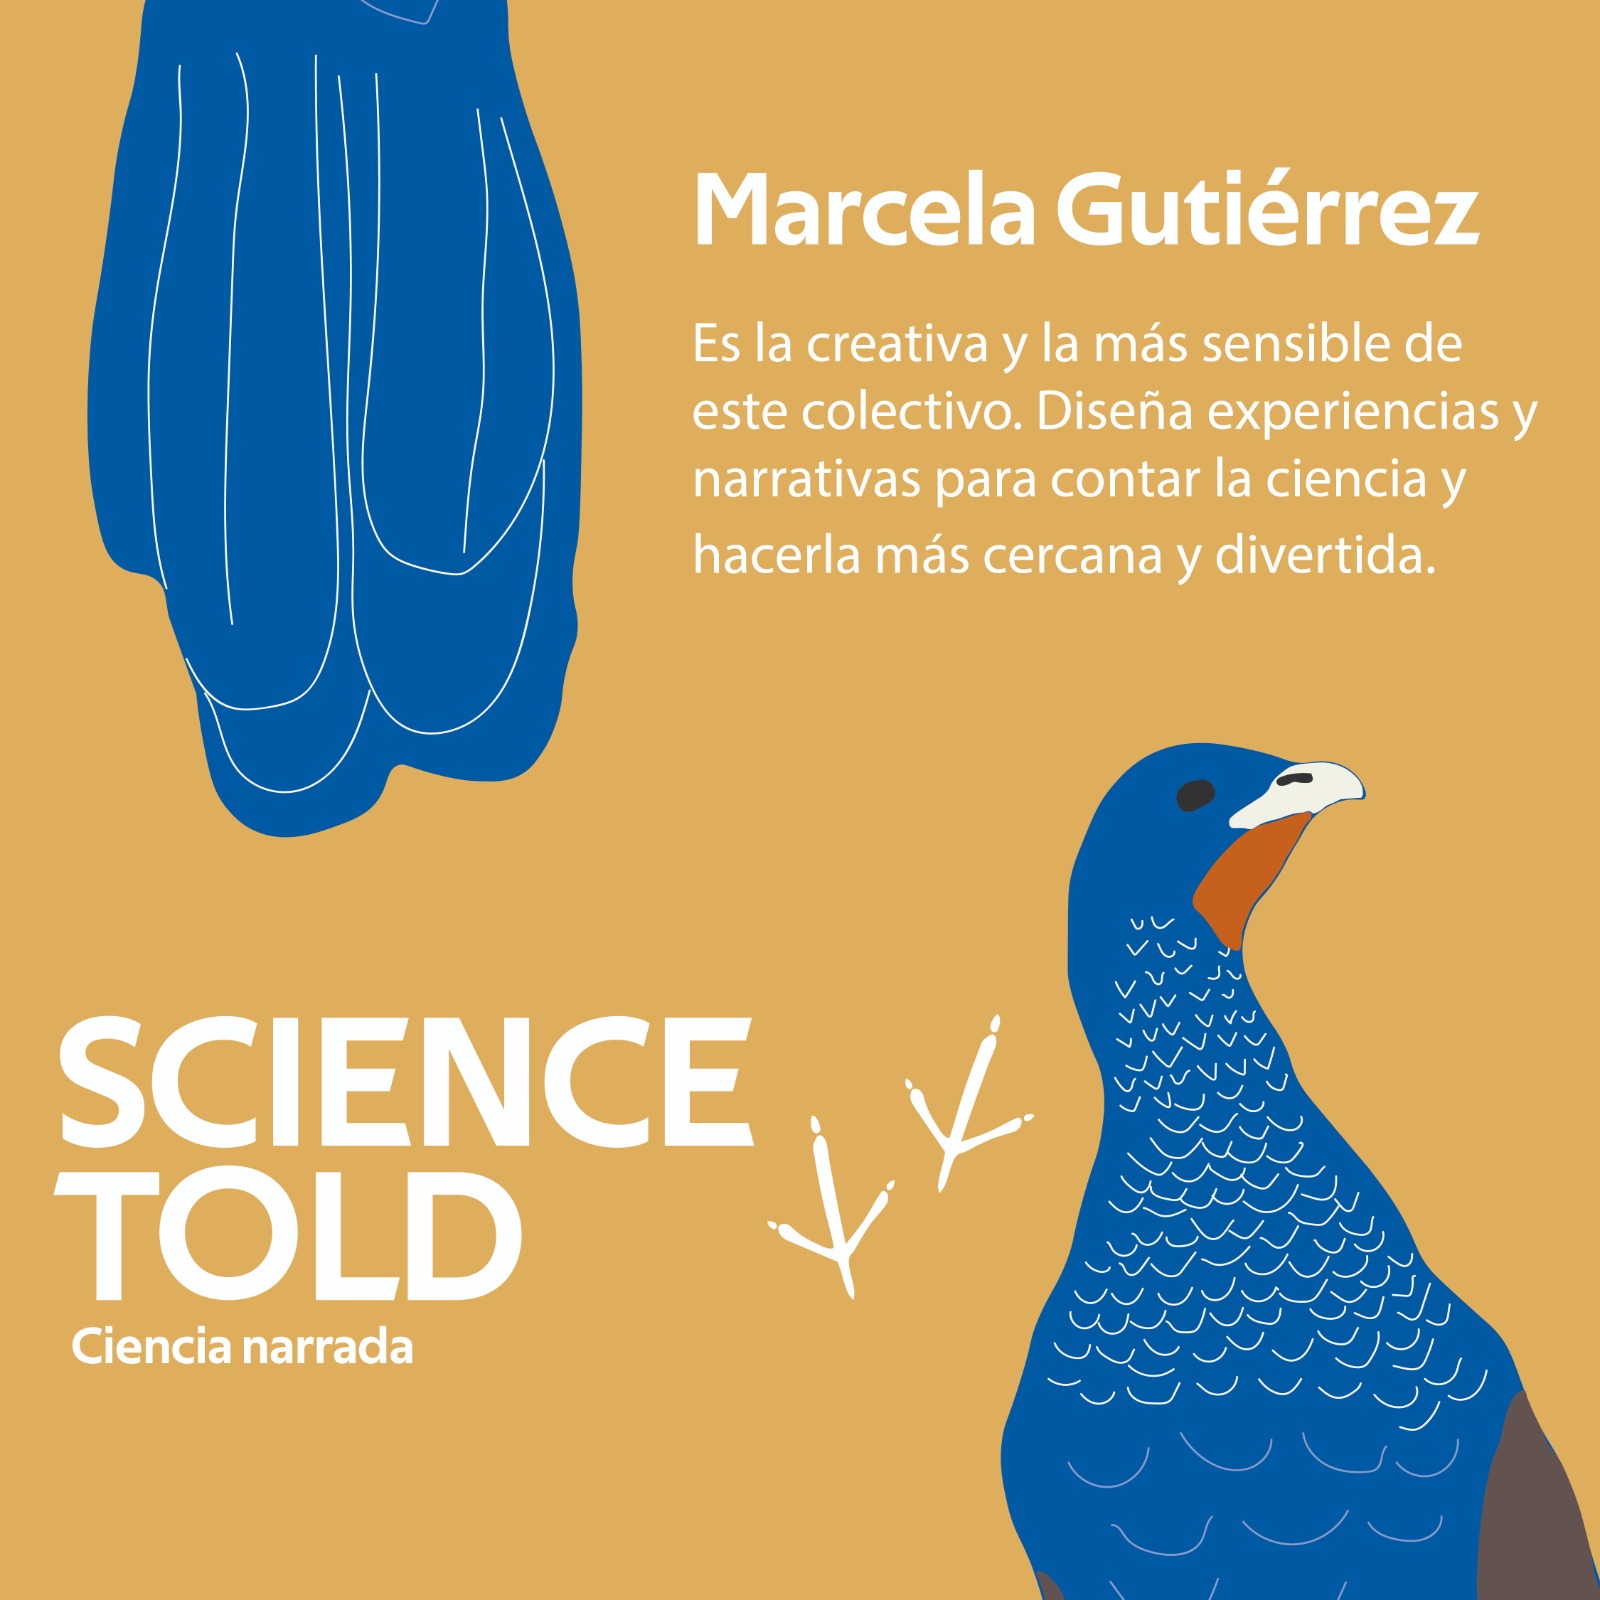 Marcela Gutiérrez
Es la creativa y la más sensible de
este colectivo. Diseña experiencias y
narrativas para contar la ciencia y
hacerla más cercana y divertida.
SCIENCE
TOLD
Ciencia narrada